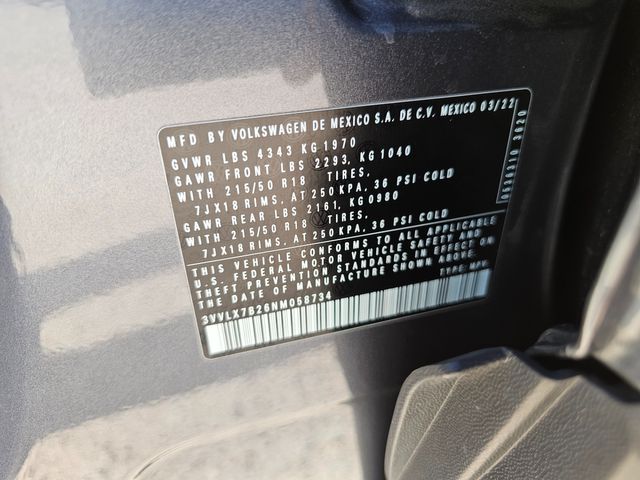 MFD BY VOLKSWAGEN DE MEXICO S.A. DE C.V. MEXICO 03/22
GVWR LBS 4343 KG 1970
GAWR FRONT LBS 2293, KG 1040
WITH 215/50 R18 TIRES,
7JX18 RIMS, AT 250 KPA, 36 PSI COLD
GAWR REAR LBS 2161, KG 0980
WITH 215/50 R18 TIRES,
7JX18 RIMS, AT 250 KPA, 36 PSI COLD
THIS VEHICLE CONFORMS TO ALL APPLICABLE
U.S. FEDERAL MOTOR VEHICLE SAFETY AND
THEFT PREVENTION STANDARDS IN EFFECT ON
THE DATE OF MANUFACTURE SHOWN ABOVE.
TYPE: MPV
3VVLX7B26NM058734